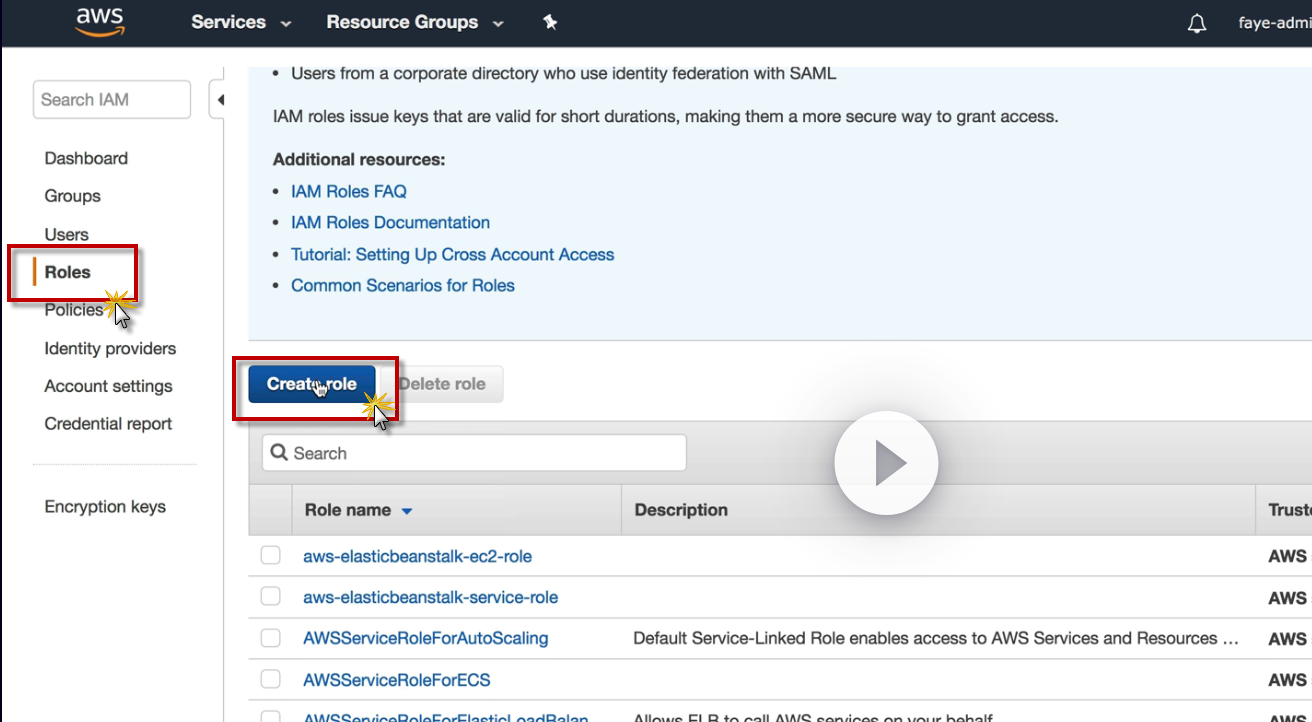 aws Services Resource Groups faye-admi
Search IAM
Dashboard
Groups
Users
Roles
Policies
Identity providers
Account settings
Credential report
Encryption keys
• Users from a corporate directory who use identity federation with SAML
IAM roles issue keys that are valid for short durations, making them a more secure way to grant access.
Additional resources:
• IAM Roles FAQ
• IAM Roles Documentation
• Tutorial: Setting Up Cross Account Access
• Common Scenarios for Roles
Create role Delete role
Search
Role name Description Truste
aws-elasticbeanstalk-ec2-role AWS
aws-elasticbeanstalk-service-role AWS
AWSServiceRoleForAutoScaling Default Service-Linked Role enables access to AWS Services and Resources ... AWS
AWSServiceRoleForECS AWS
AWSServiceRoleForElasticLoadBalan Allows ELB to call AWS services on your behalf AWS